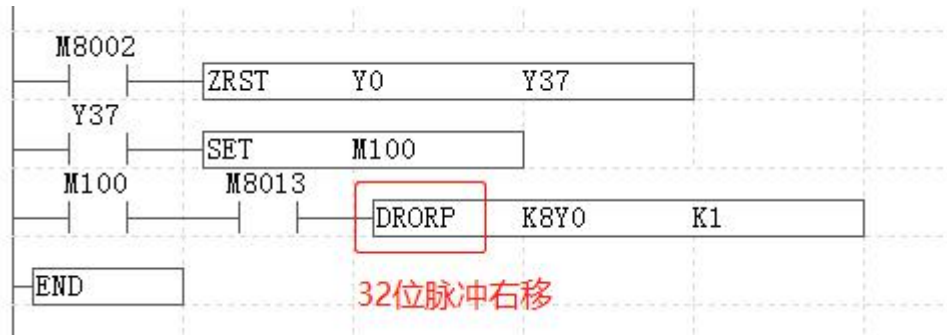 M8002
ZRST Y0 Y37
Y37
SET M100
M100 M8013
DRORP K8Y0 K1
END
32位脉冲右移